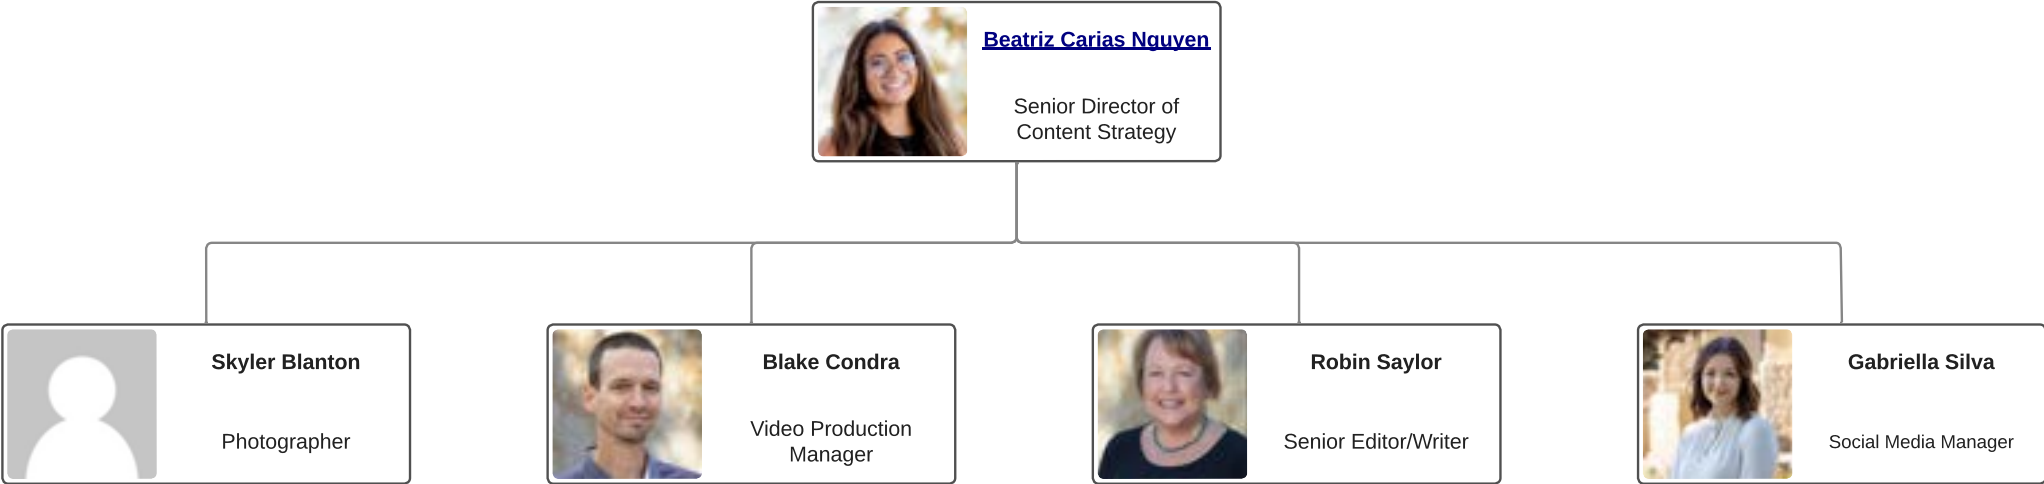 Beatriz Carias Nguyen
Senior Director of
Content Strategy
Skyler Blanton
Photographer
Blake Condra
Video Production
Manager
Robin Saylor
Senior Editor/Writer
Gabriella Silva
Social Media Manager